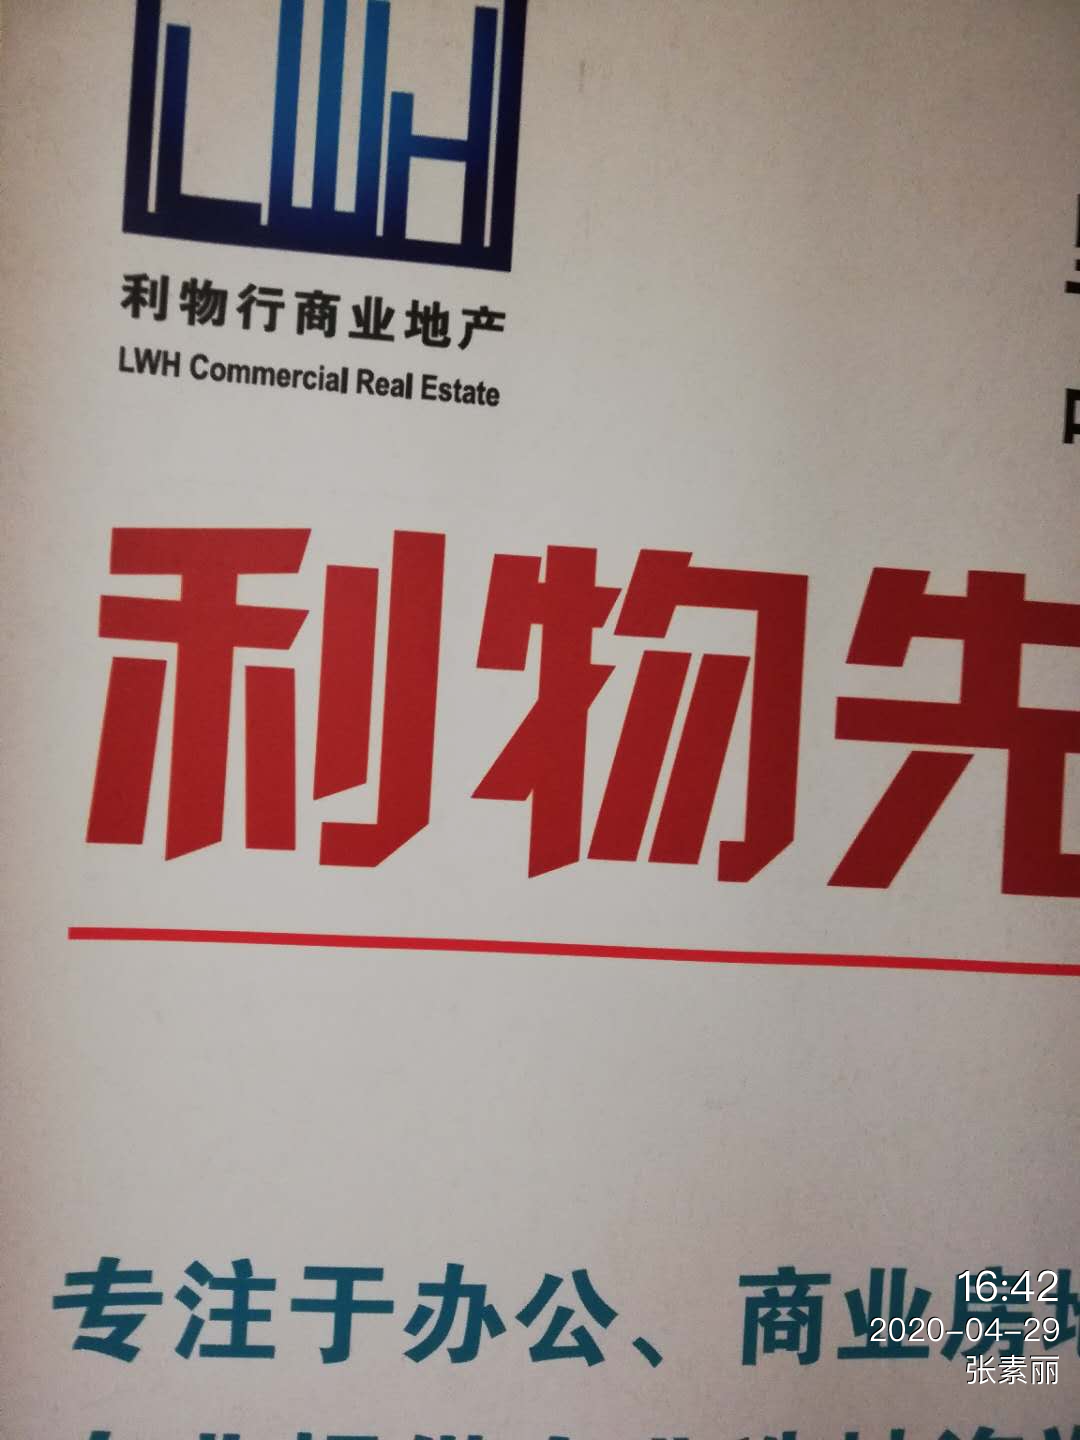 LWH
利物行商业地产
LWH Commercial Real Estate
利物先
专注于办公、商业房地
16:42
2020-04-29
张素丽